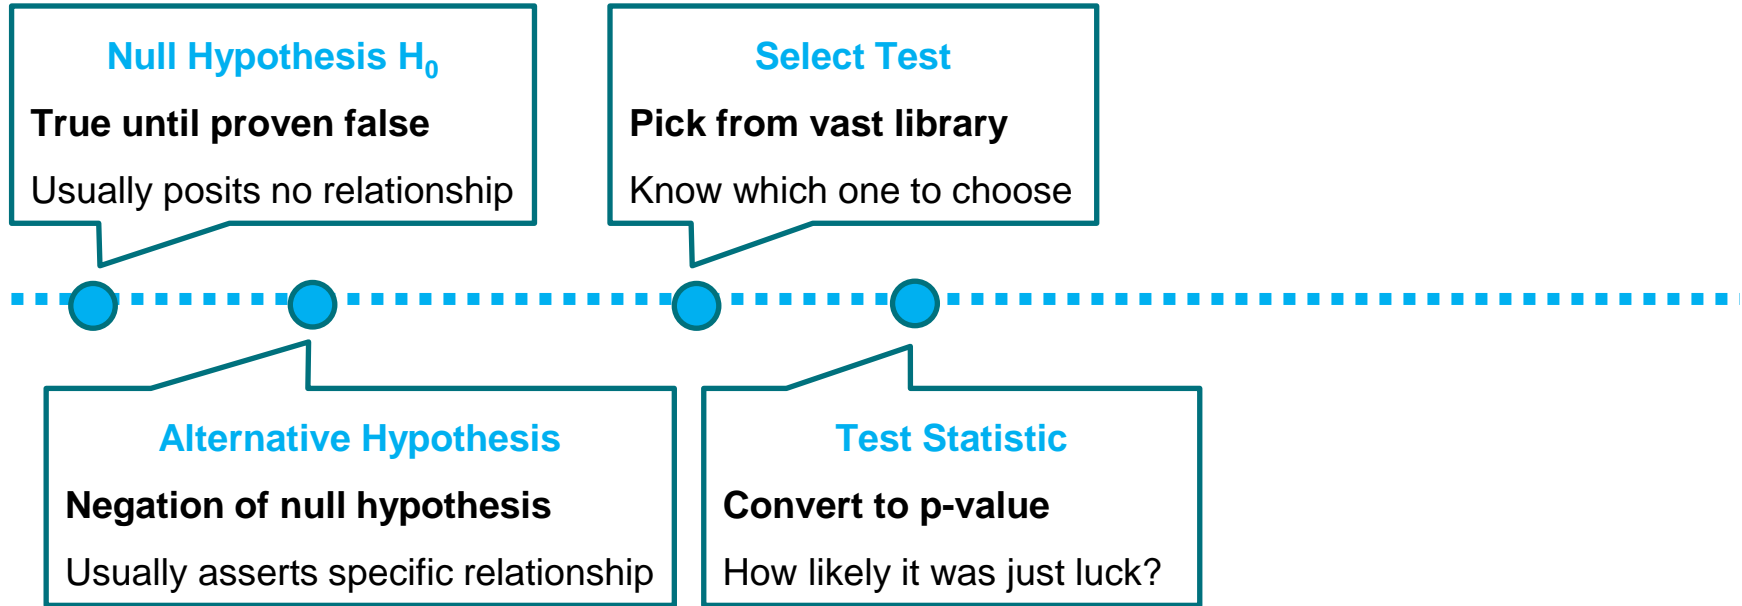 Null Hypothesis H₀
True until proven false
Usually posits no relationship
Select Test
Pick from vast library
Know which one to choose
Alternative Hypothesis
Negation of null hypothesis
Usually asserts specific relationship
Test Statistic
Convert to p-value
How likely it was just luck?